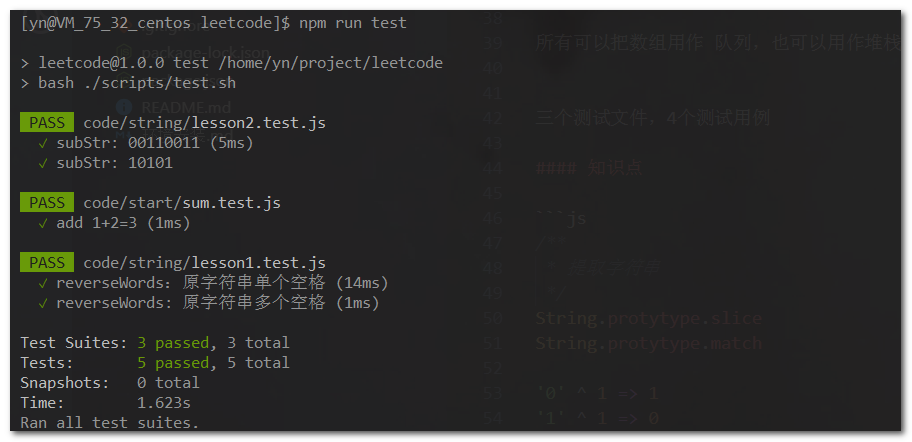 [yn@VM_75_32_centos leetcode]$ npm run test
> leetcode@1.0.0 test /home/yn/project/leetcode
> bash ./scripts/test.sh
PASS code/string/lesson2.test.js
✓ subStr: 00110011 (5ms)
✓ subStr: 10101
PASS code/start/sum.test.js
✓ add 1+2=3 (1ms)
PASS code/string/lesson1.test.js
✓ reverseWords: 原字符串单个空格 (14ms)
✓ reverseWords: 原字符串多个空格 (1ms)
Test Suites: 3 passed, 3 total
Tests: 5 passed, 5 total
Snapshots: 0 total
Time: 1.623s
Ran all test suites.
package-lock.json
README.md
38
39 所有可以把数组用作 队列, 也可以用作堆栈
40
41
42 三个测试文件, 4个测试用例
43
44 #### 知识点
45
46 ```js
47 /**
48
49 */
50 String.protytype.slice
51 String.protytype.match
52
53 '0' ^ 1 => 1
54 '1' ^ 1 => 0